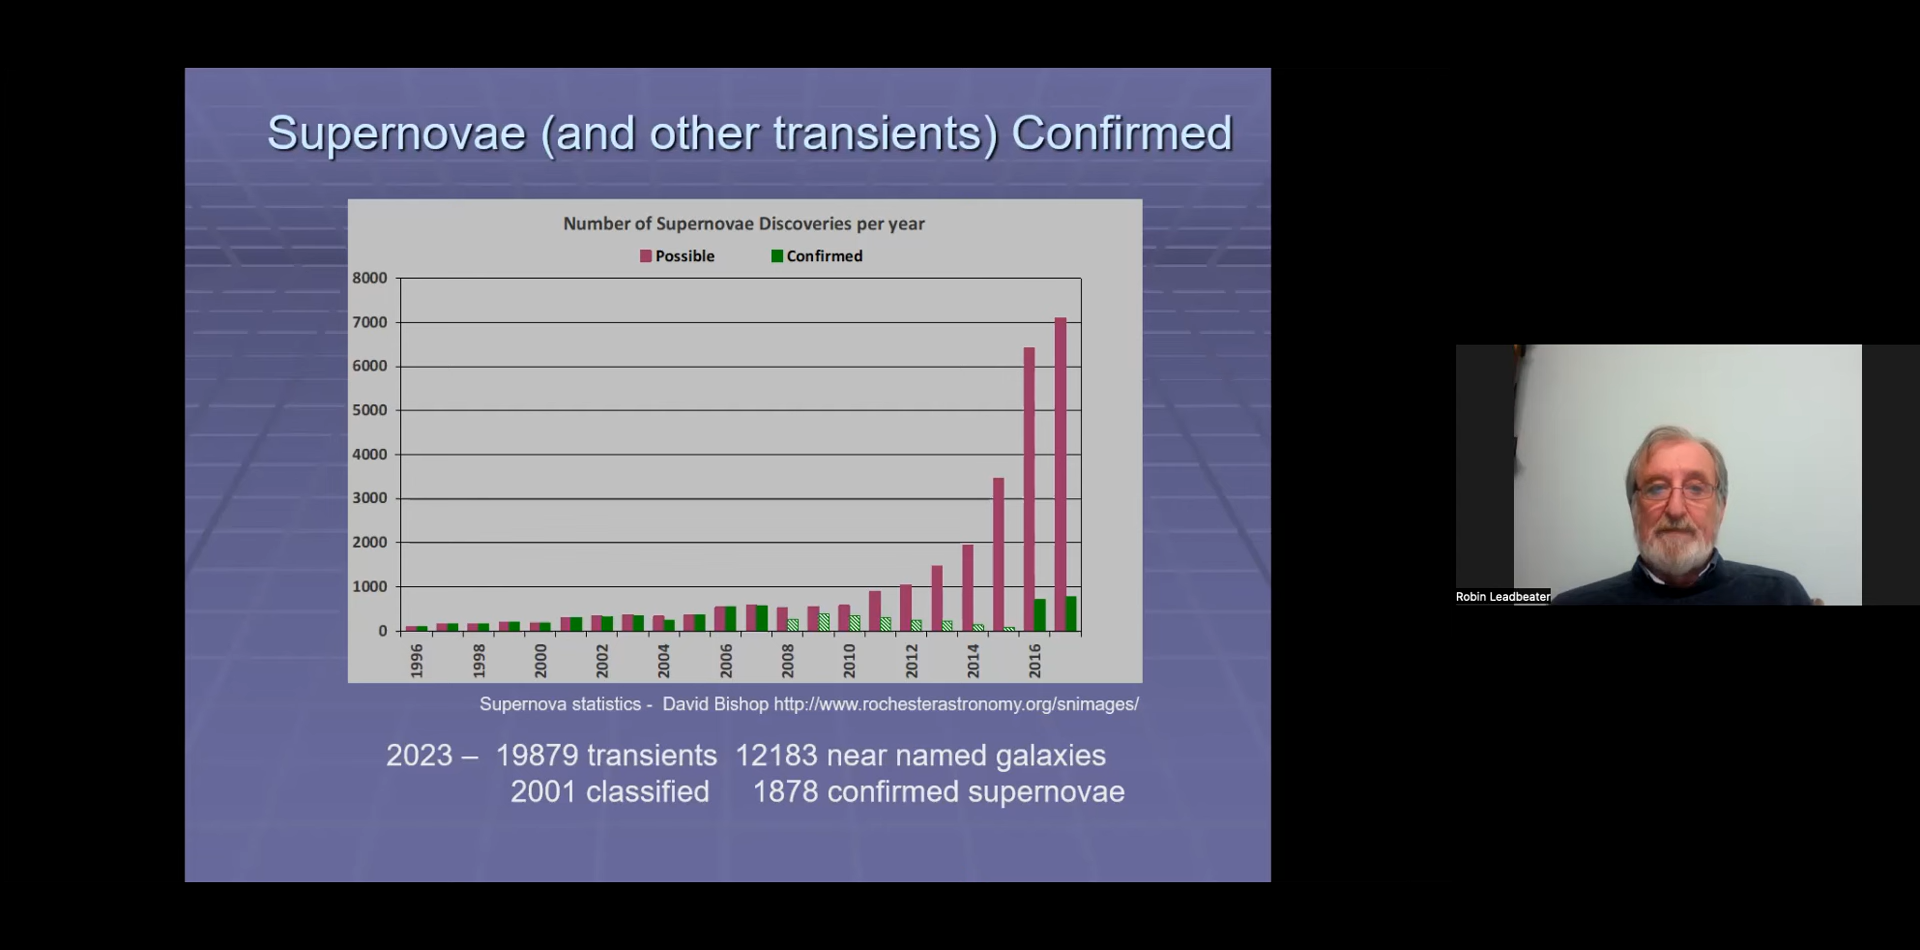 Supernovae (and other transients) Confirmed
Number of Supernovae Discoveries per year
Possible Confirmed
8000
7000
6000
5000
4000
3000
2000
1000
0
1996 1998 2000 2002 2004 2006 2008 2010 2012 2014 2016
Supernova statistics - David Bishop http://www.rochesterastronomy.org/snimages/
2023 – 19879 transients 12183 near named galaxies
2001 classified 1878 confirmed supernovae
Robin Leadbeater